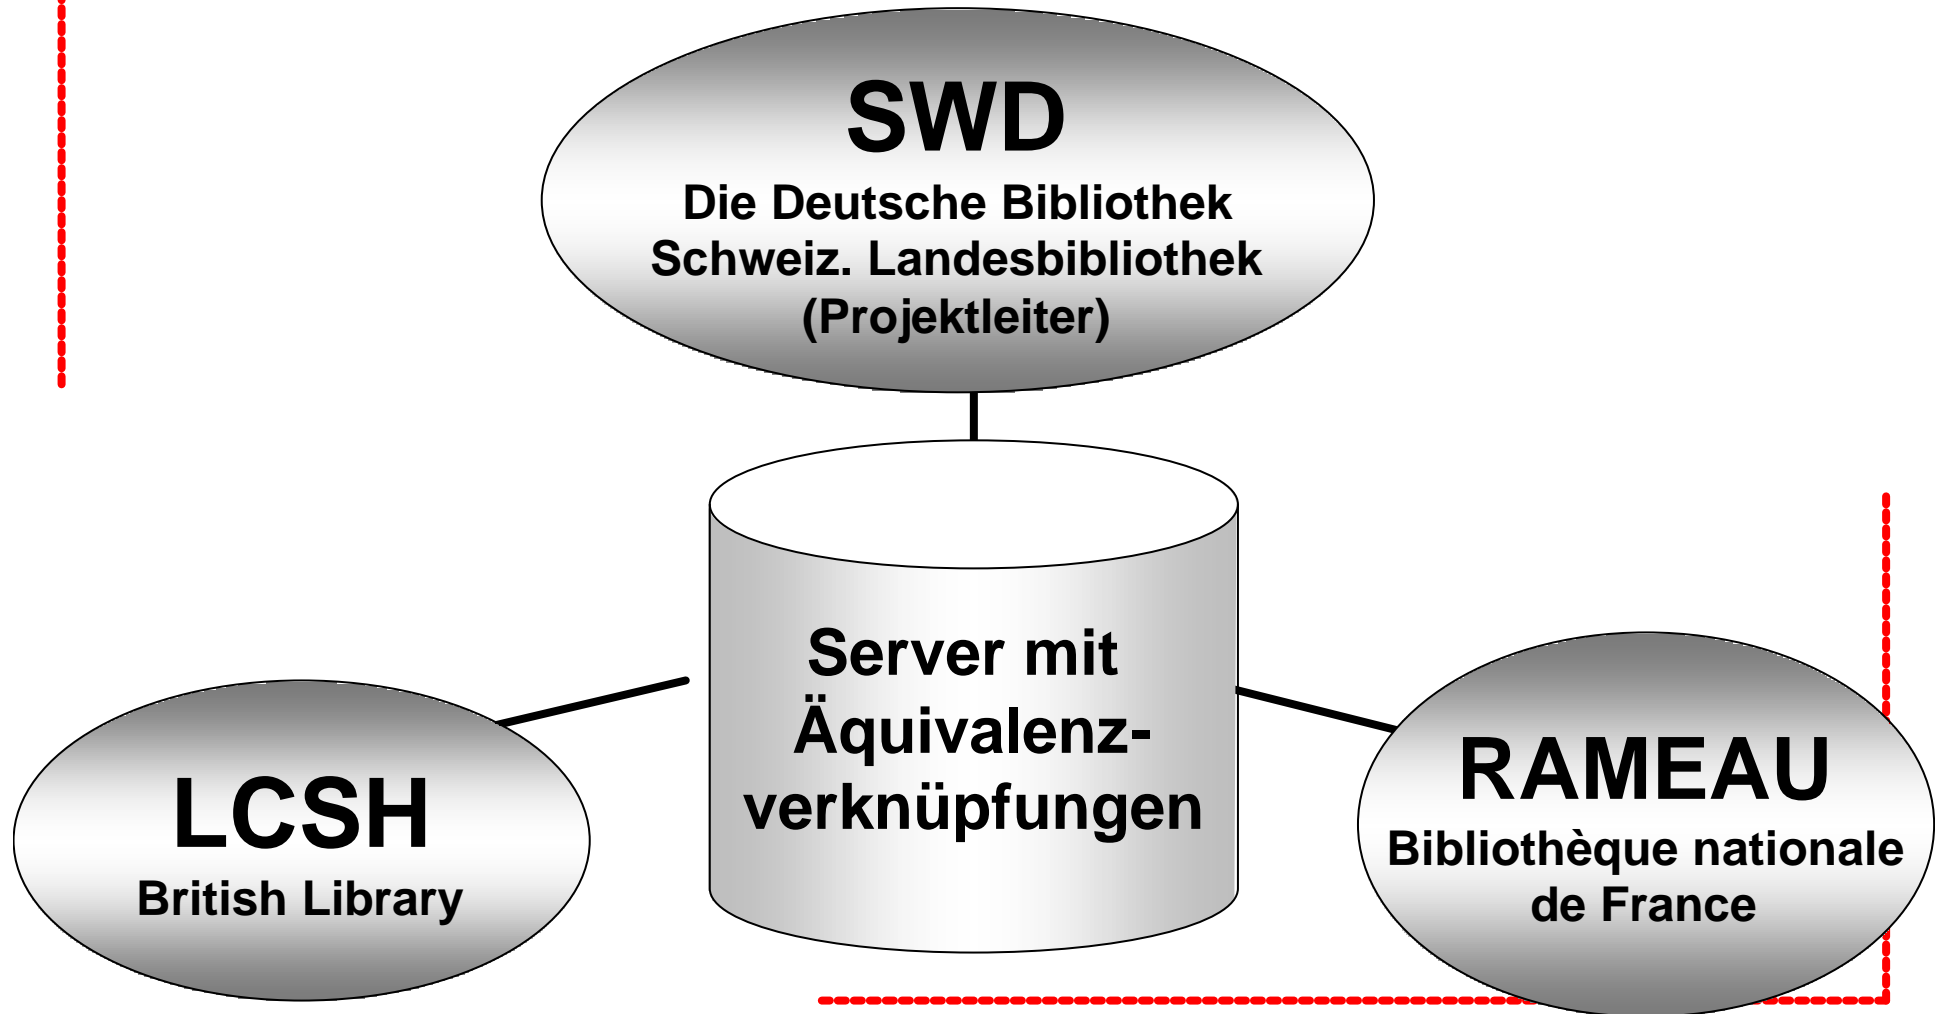 SWD
Die Deutsche Bibliothek
Schweiz. Landesbibliothek
(Projektleiter)
Server mit
Äquivalenz-
verknüpfungen
LCSH
British Library
RAMEAU
Bibliothèque nationale
de France